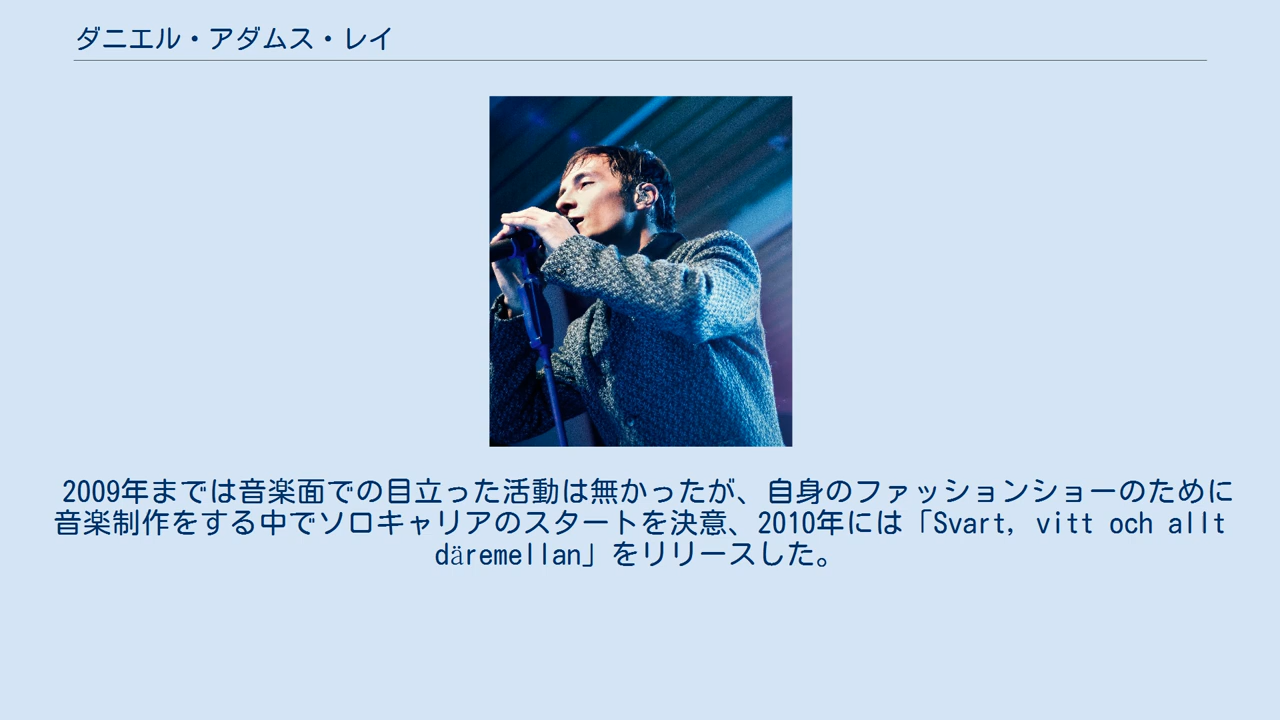 ダニエル・アダムス・レイ
2009年までは音楽面での目立った活動は無かったが、自身のファッションショーのために
音楽制作をする中でソロキャリアのスタートを決意、2010年には「Svart, vitt och allt
däremellan」をリリースした。